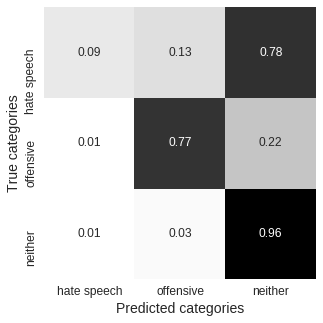 True categories
hate speech
0.09 0.13 0.78
offensive
0.01 0.77 0.22
neither
0.01 0.03 0.96
hate speech offensive neither
Predicted categories